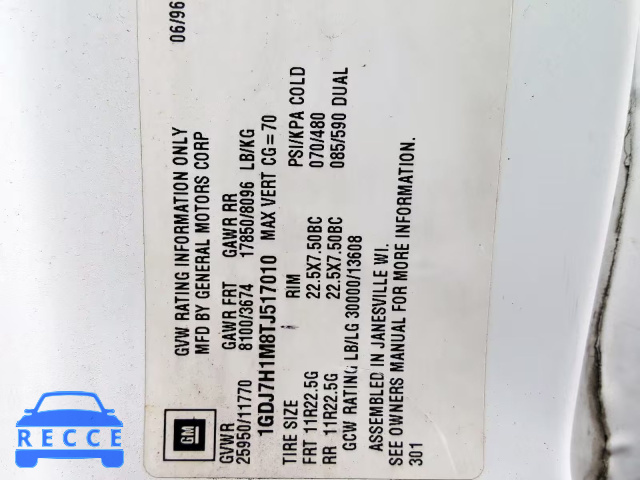 GVW RATING INFORMATION ONLY 06/96
MFD BY GENERAL MOTORS CORP
GM
GVWR GAWR FRT GAWR RR
25950/11770 8100/3674 17850/8096 LB/KG
1GDJ7H1M8TJ517010 MAX VERT CG=70
TIRE SIZE RIM PSI/KPA COLD
FRT 11R22.5G 22.5X7.50BC 070/480
RR 11R22.5G 22.5X7.50BC 085/590 DUAL
GCW RATING LB/LG 30000/13608
ASSEMBLED IN JANESVILLE WI.
SEE OWNERS MANUAL FOR MORE INFORMATION.
301